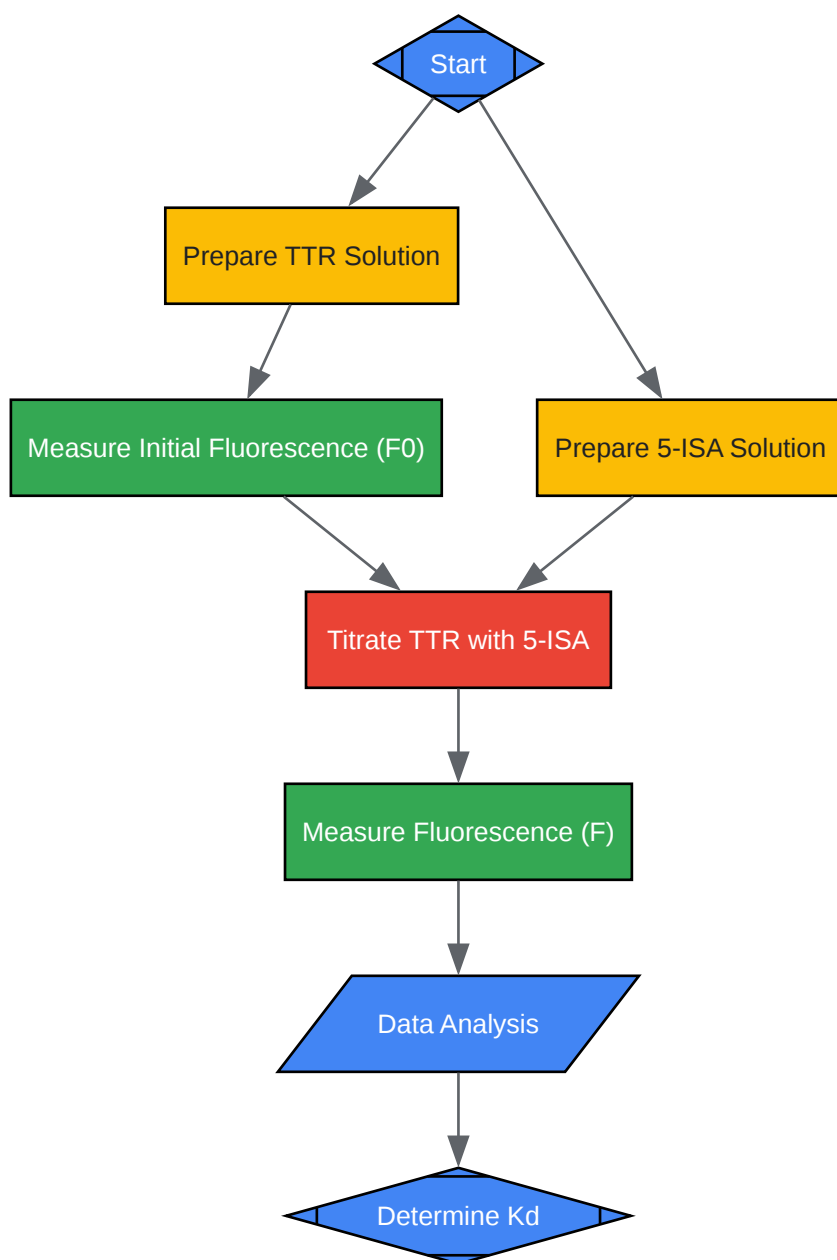 Start
Prepare TTR Solution
Measure Initial Fluorescence (F0)
Prepare 5-ISA Solution
Titrate TTR with 5-ISA
Measure Fluorescence (F)
Data Analysis
Determine Kd